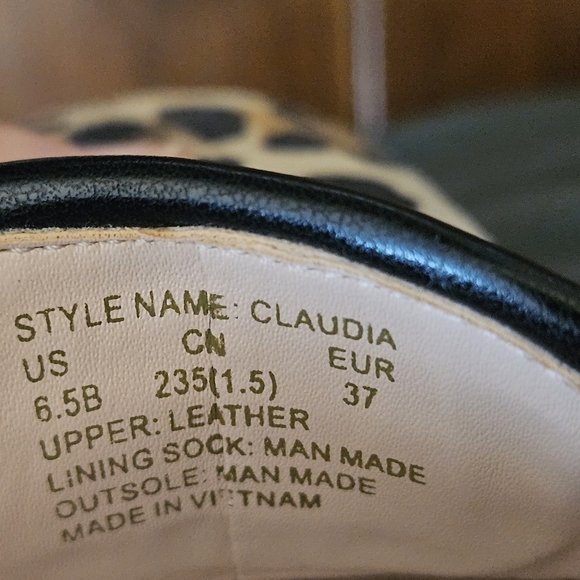 STYLE NAME: CLAUDIA
US CN EUR
6.5B 235(1.5) 37
UPPER: LEATHER
LINING SOCK: MAN MADE
OUTSOLE: MAN MADE
MADE IN VIETNAM